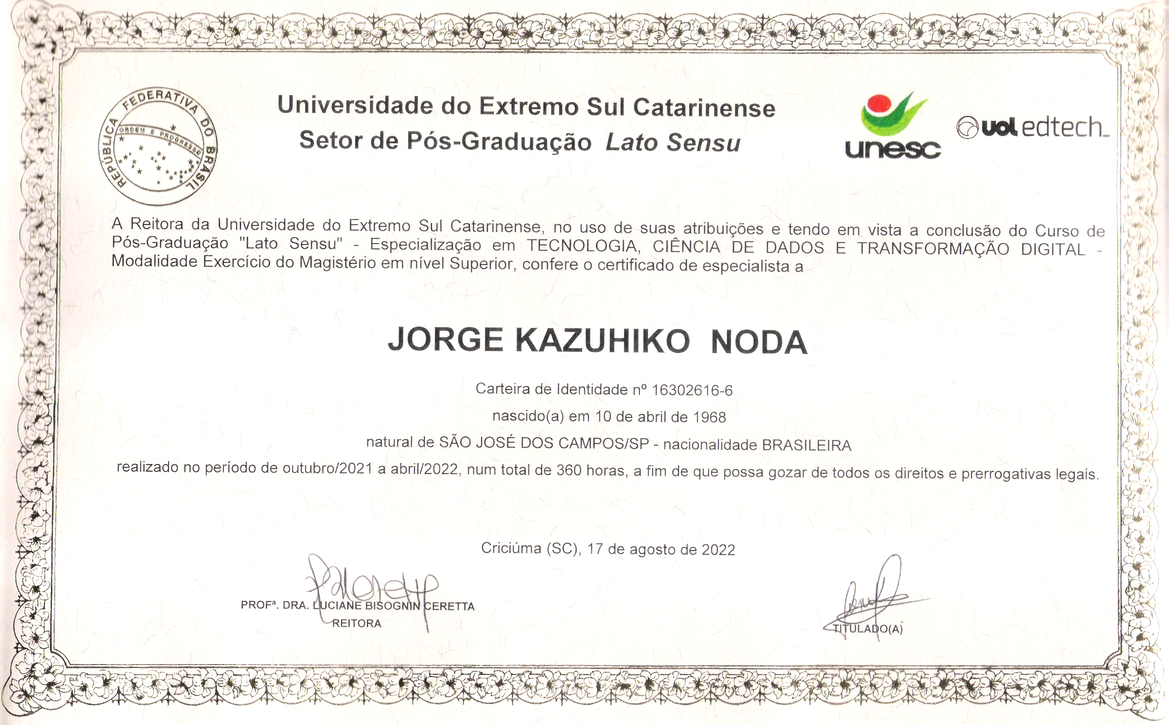 REPÚBLICA FEDERATIVA DO BRASIL
ORDEM E PROGRESSO
Universidade do Extremo Sul Catarinense
Setor de Pós-Graduação Lato Sensu
unesc
uol edtech_
A Reitora da Universidade do Extremo Sul Catarinense, no uso de suas atribuições e tendo em vista a conclusão do Curso de
Pós-Graduação "Lato Sensu" - Especialização em TECNOLOGIA, CIÊNCIA DE DADOS E TRANSFORMAÇÃO DIGITAL -
Modalidade Exercício do Magistério em nível Superior, confere o certificado de especialista a
JORGE KAZUHIKO NODA
Carteira de Identidade nº 16302616-6
nascido(a) em 10 de abril de 1968
natural de SÃO JOSÉ DOS CAMPOS/SP - nacionalidade BRASILEIRA
realizado no período de outubro/2021 a abril/2022, num total de 360 horas, a fim de que possa gozar de todos os direitos e prerrogativas legais.
Criciúma (SC), 17 de agosto de 2022
PROFª. DRA. LUCIANE BISOGNIN CERETTA
REITORA
TITULADO(A)